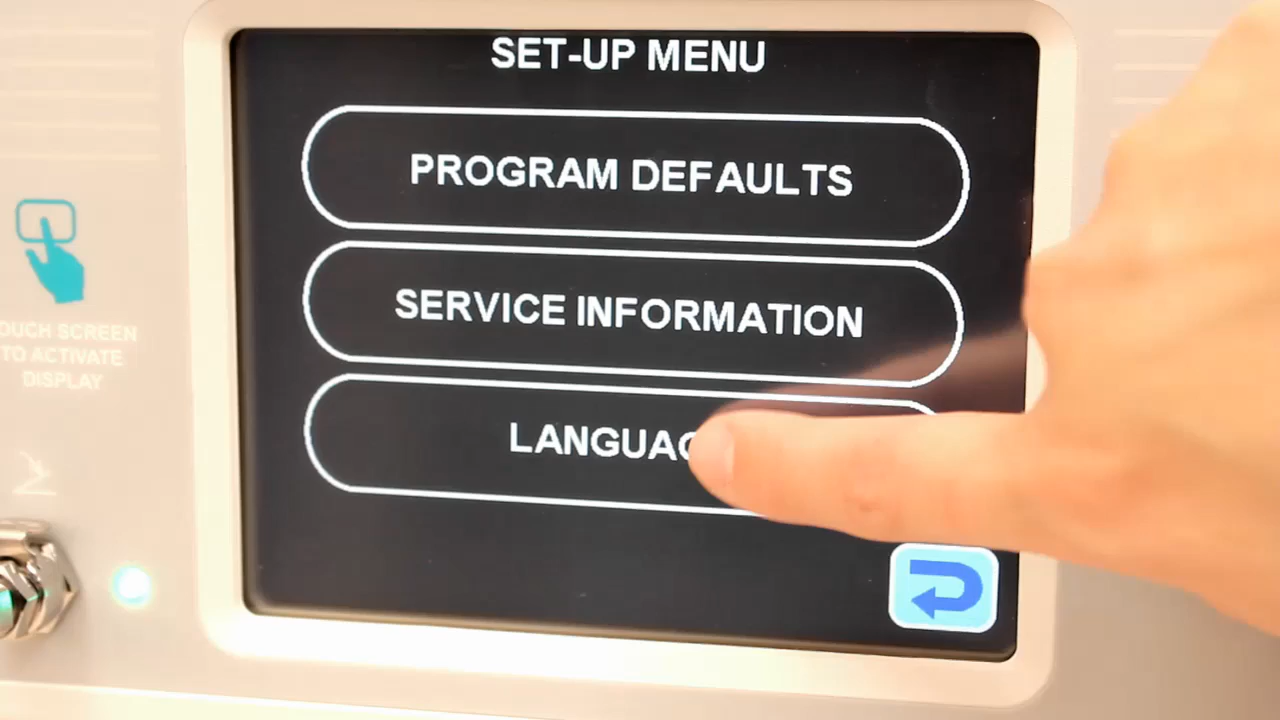 SET-UP MENU
PROGRAM DEFAULTS
SERVICE INFORMATION
LANGUAG
OUCH SCREEN
TO ACTIVATE
DISPLAY